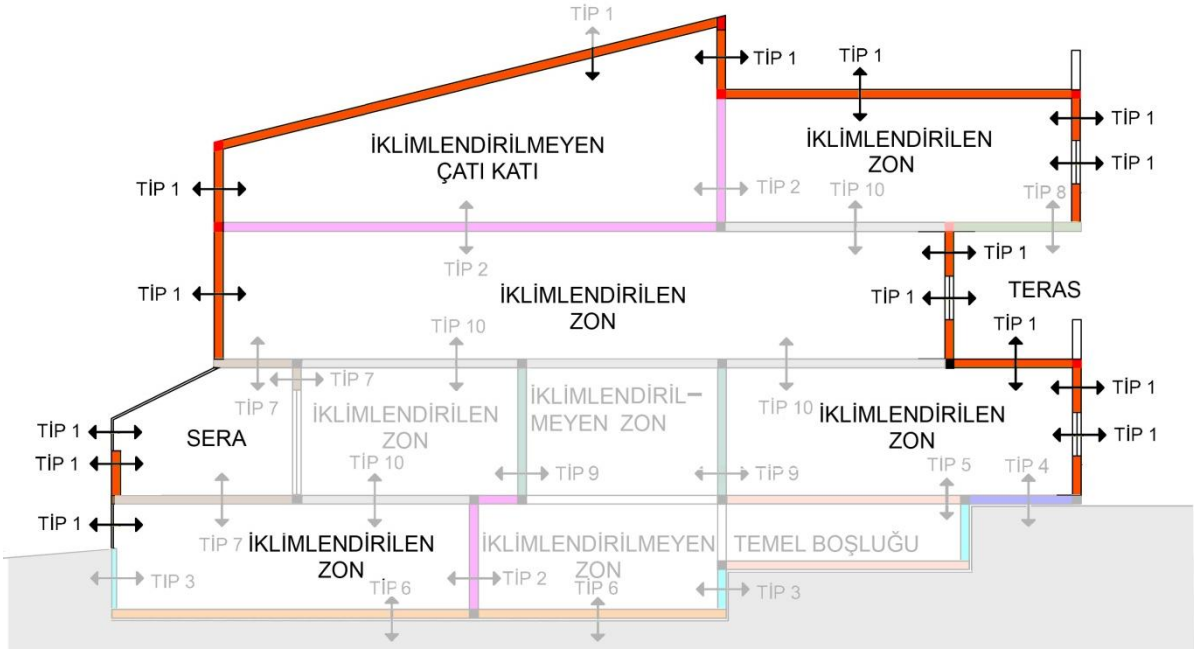 TİP 1
TİP 1
TİP 1
TİP 1
İKLİMLENDİRİLMEYEN
ÇATI KATI
İKLİMLENDİRİLEN
ZON
TİP 1
TİP 1
TİP 2
TİP 10
TİP 8
TİP 2
TİP 1
TİP 1
İKLİMLENDİRİLEN
ZON
TİP 1
TERAS
TİP 10
TİP 1
TİP 7
TİP 7
İKLİMLENDİRİLEN
ZON
İKLİMLENDİRİL–
MEYEN ZON
TİP 10
İKLİMLENDİRİLEN
ZON
TİP 1
TİP 1
TİP 1
TİP 1
SERA
TİP 10
TİP 9
TİP 9
TİP 5
TİP 4
TİP 1
TİP 7
İKLİMLENDİRİLEN
ZON
İKLİMLENDİRİLMEYEN
ZON
TEMEL BOŞLUĞU
TIP 3
TİP 6
TİP 2
TİP 6
TİP 3